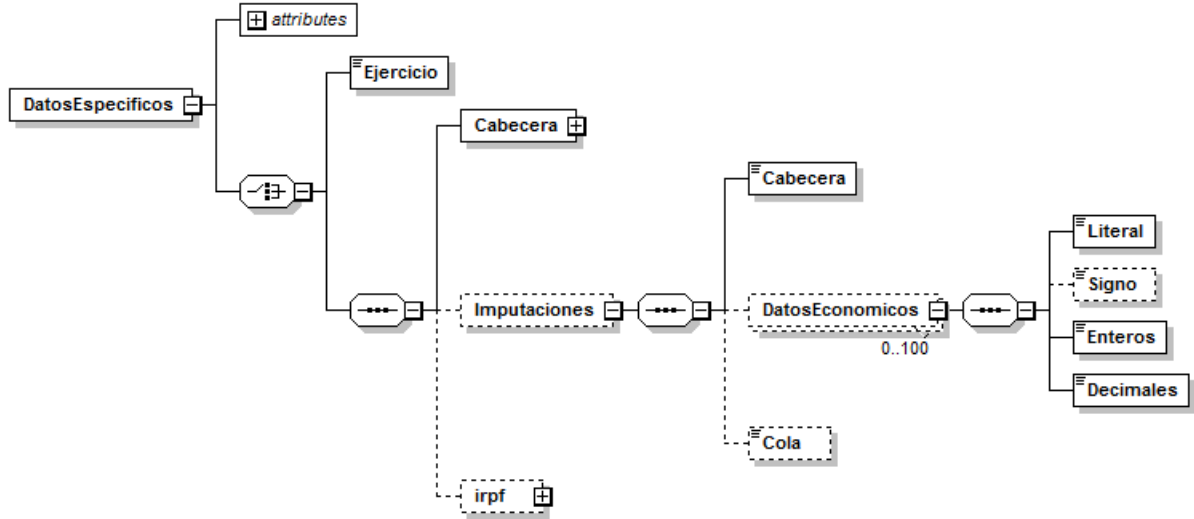 attributes
Ejercicio
DatosEspecificos
Cabecera
Cabecera
Literal
Signo
Imputaciones
DatosEconomicos
0..100
Enteros
Decimales
Cola
irpf